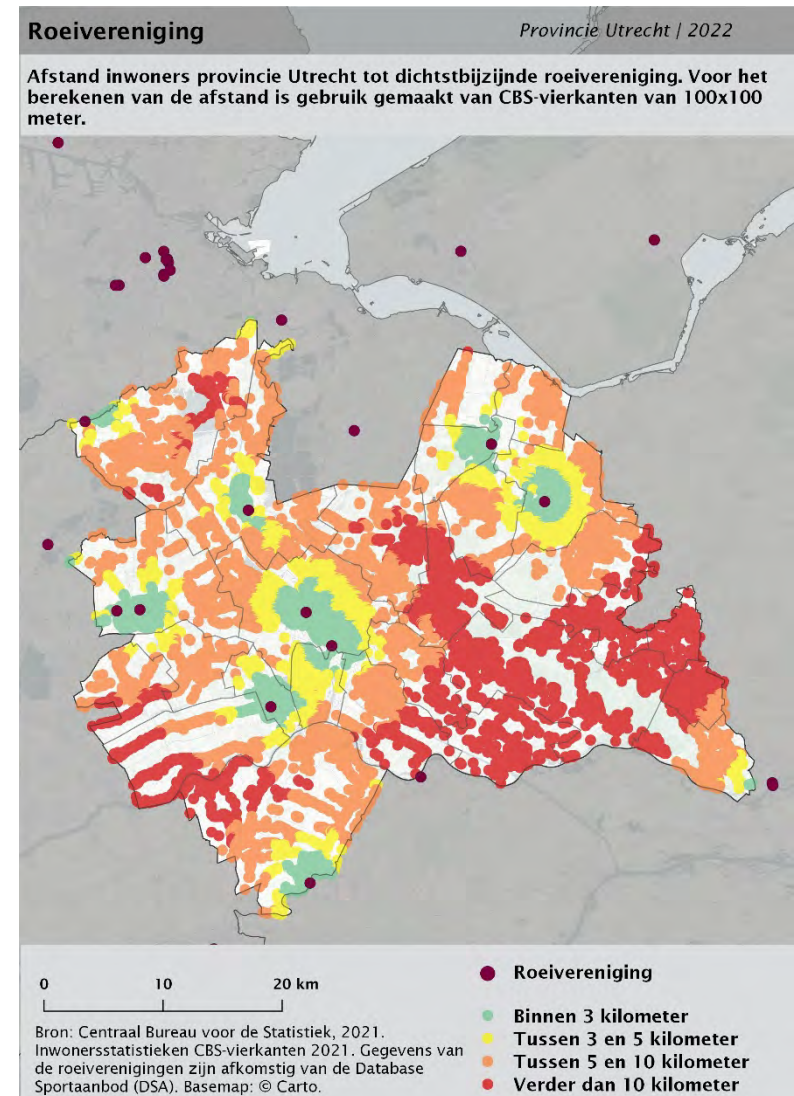 Roeivereniging
Provincie Utrecht | 2022
Afstand inwoners provincie Utrecht tot dichtstbijzijnde roeivereniging. Voor het
berekenen van de afstand is gebruik gemaakt van CBS-vierkanten van 100x100
meter.
0 10 20 km
Bron: Centraal Bureau voor de Statistiek, 2021.
Inwonersstatistieken CBS-vierkanten 2021. Gegevens van
de roeiverenigingen zijn afkomstig van de Database
Sportaanbod (DSA). Basemap: © Carto.
Roeivereniging
Binnen 3 kilometer
Tussen 3 en 5 kilometer
Tussen 5 en 10 kilometer
Verder dan 10 kilometer